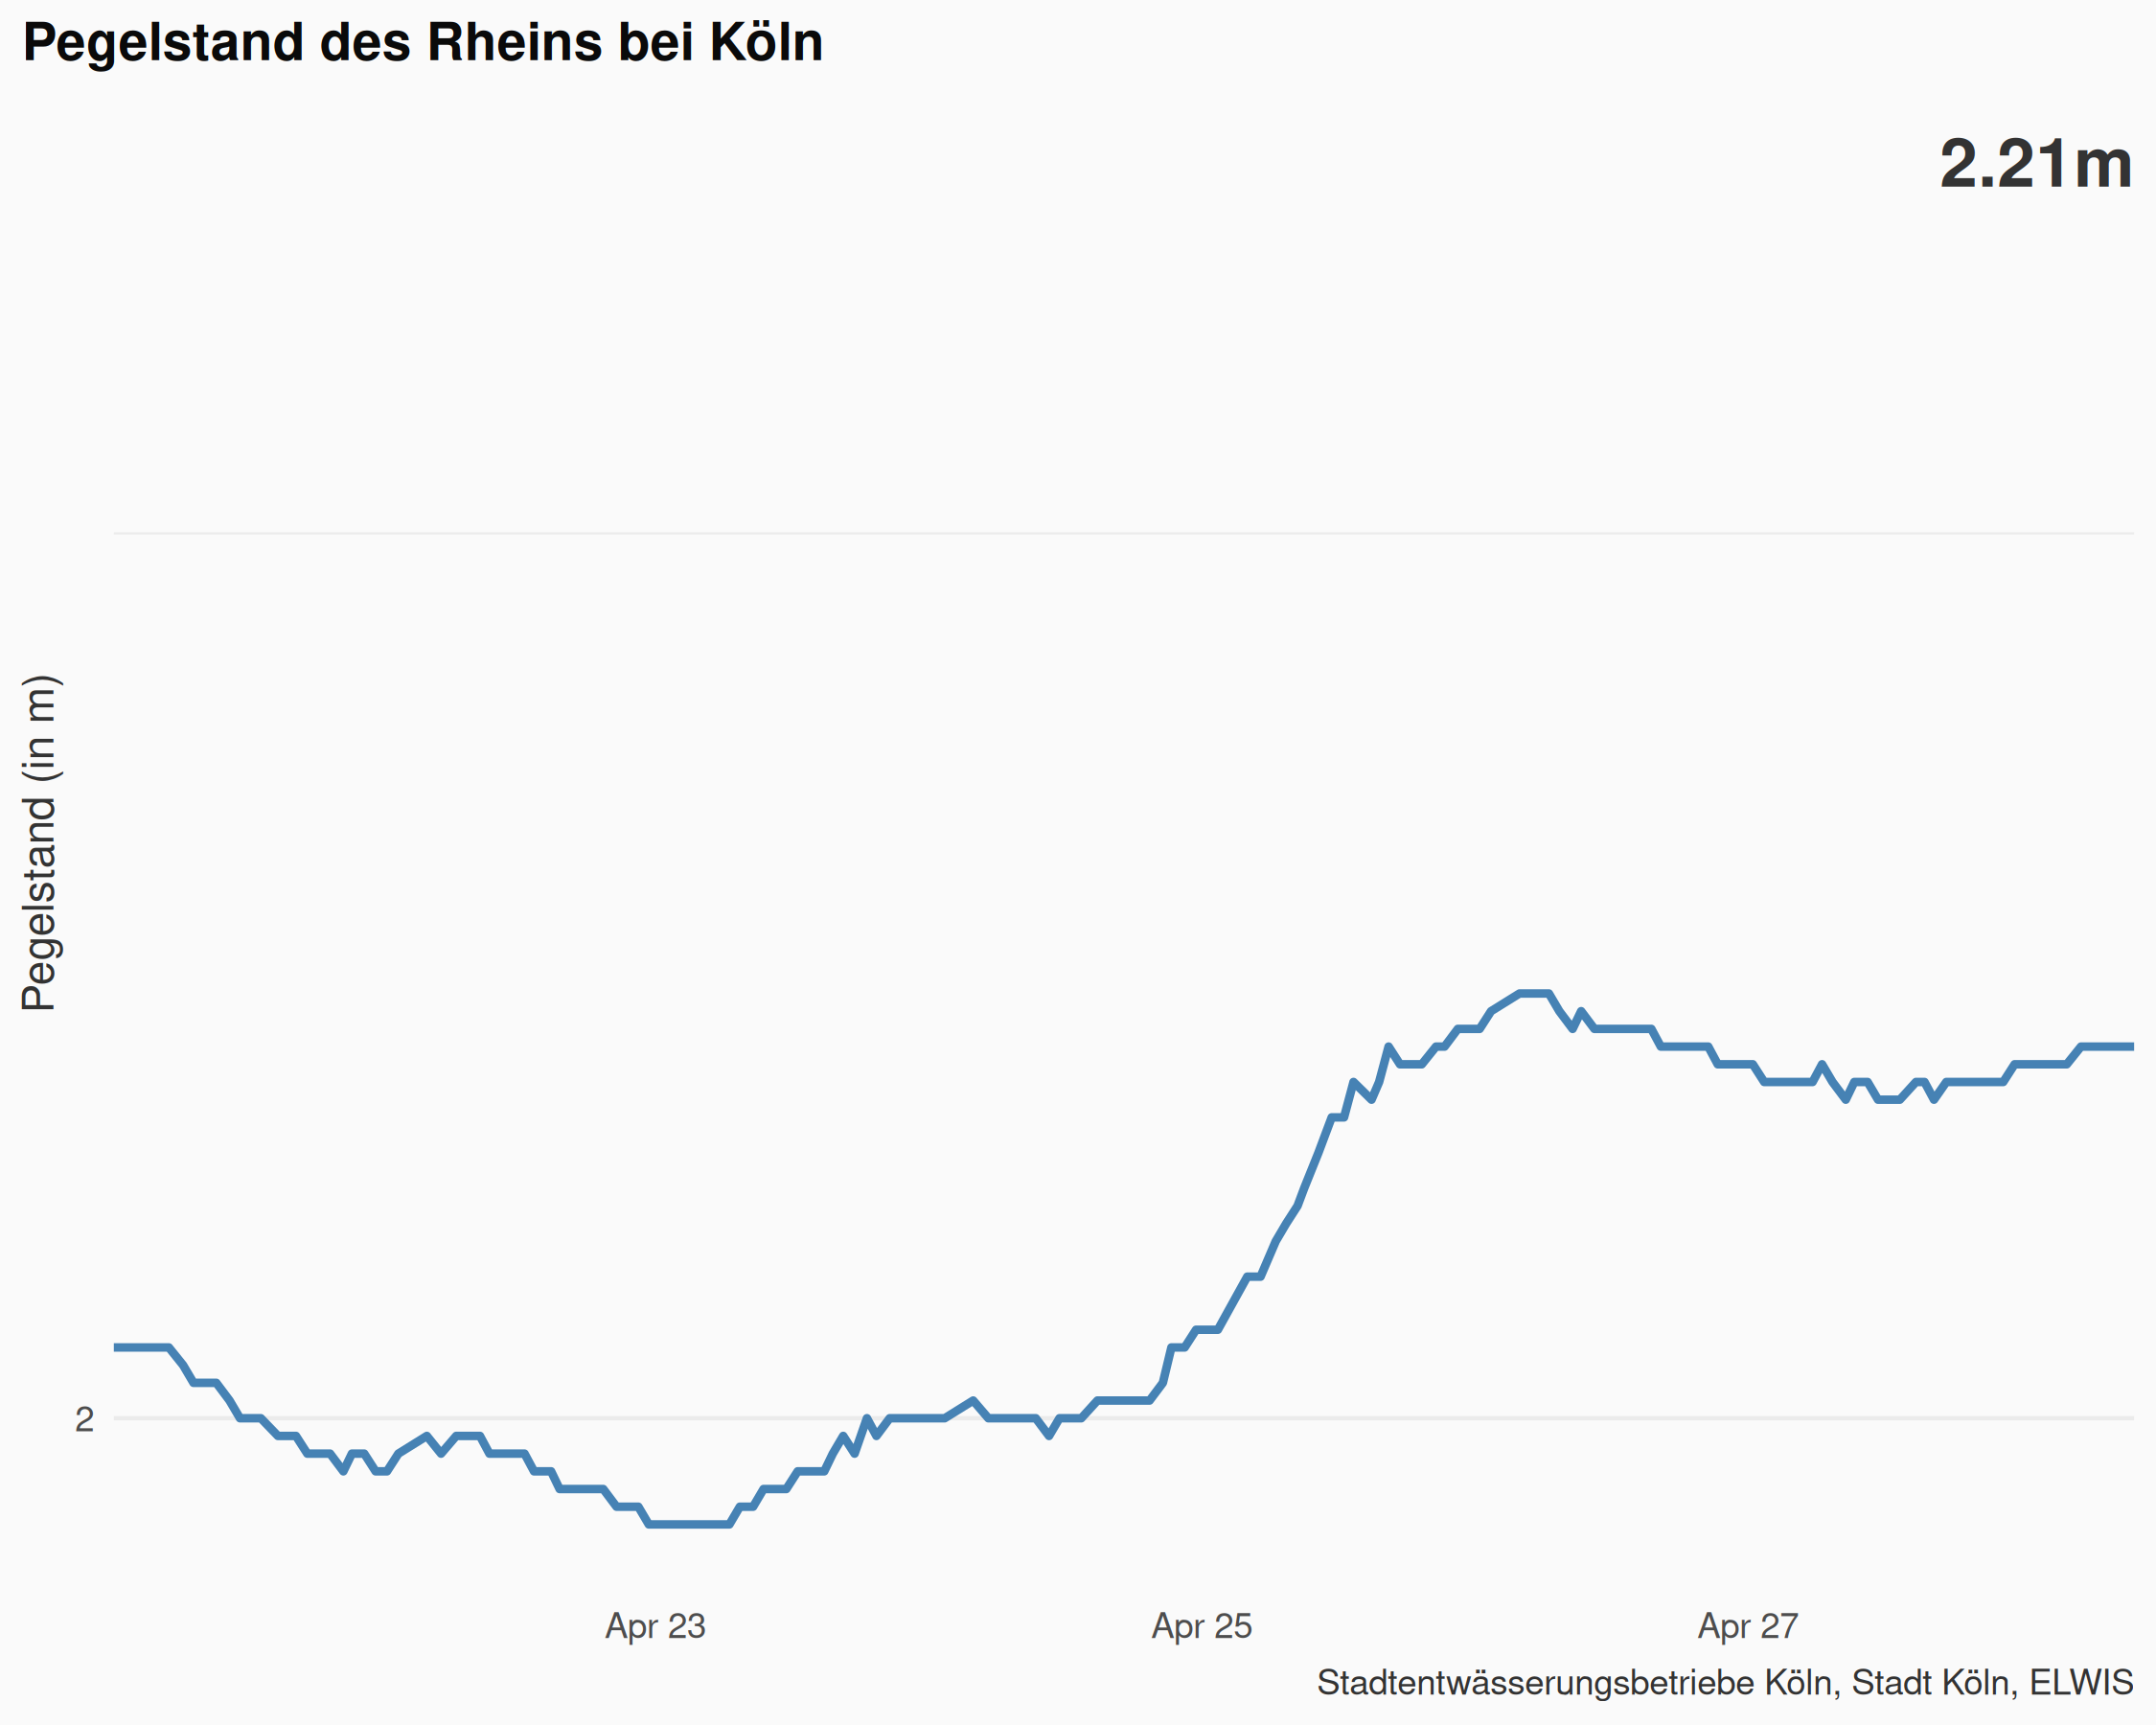 Pegelstand des Rheins bei Köln
2.21m
Pegelstand (in m)
2
Apr 23 Apr 25 Apr 27
Stadtentwässerungsbetriebe Köln, Stadt Köln, ELWIS